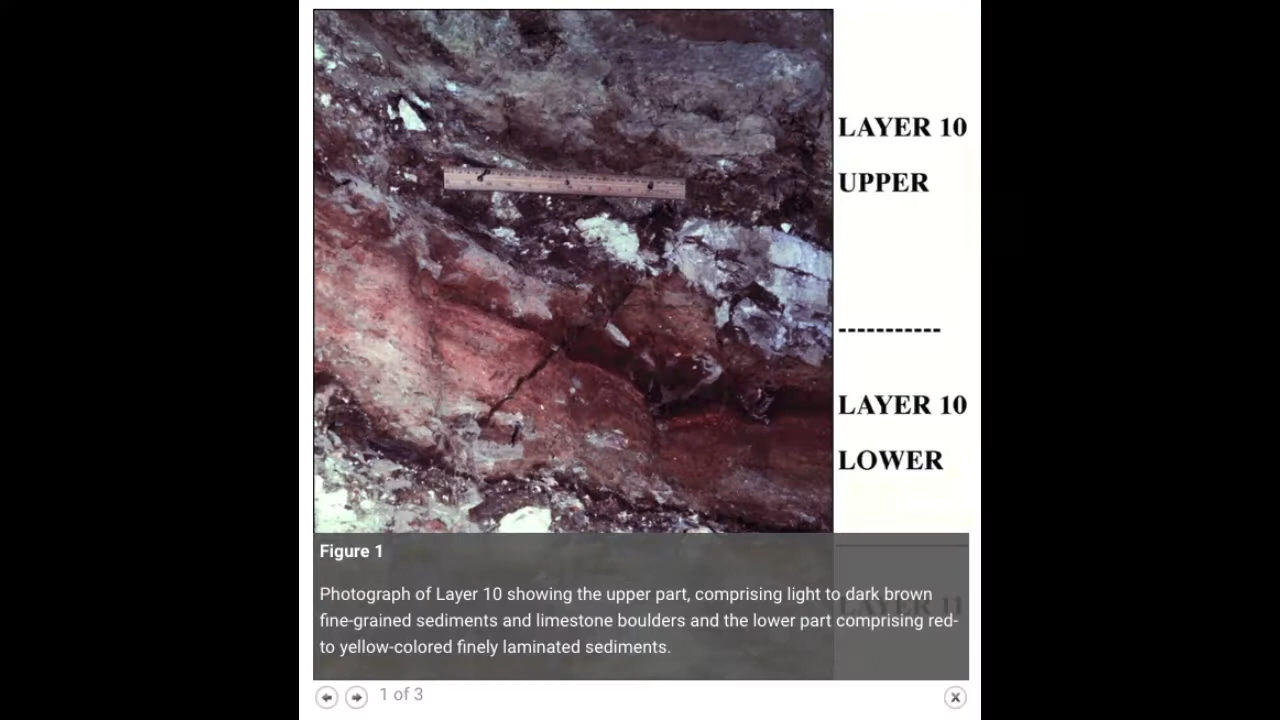 LAYER 10
UPPER
-----------
LAYER 10
LOWER
LAYER 11
Figure 1
Photograph of Layer 10 showing the upper part, comprising light to dark brown
fine-grained sediments and limestone boulders and the lower part comprising red-
to yellow-colored finely laminated sediments.
1 of 3